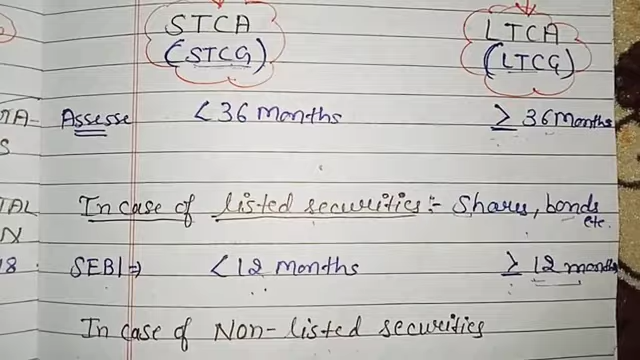 STCA LTCA
(STCG) (LTCG)
Assesse < 36 months ≥ 36 months
S
In case of listed securities:- Shares, bonds
etc.
N
SEBI ⇒ < 12 months ≥ 12 months
In case of Non-listed securities